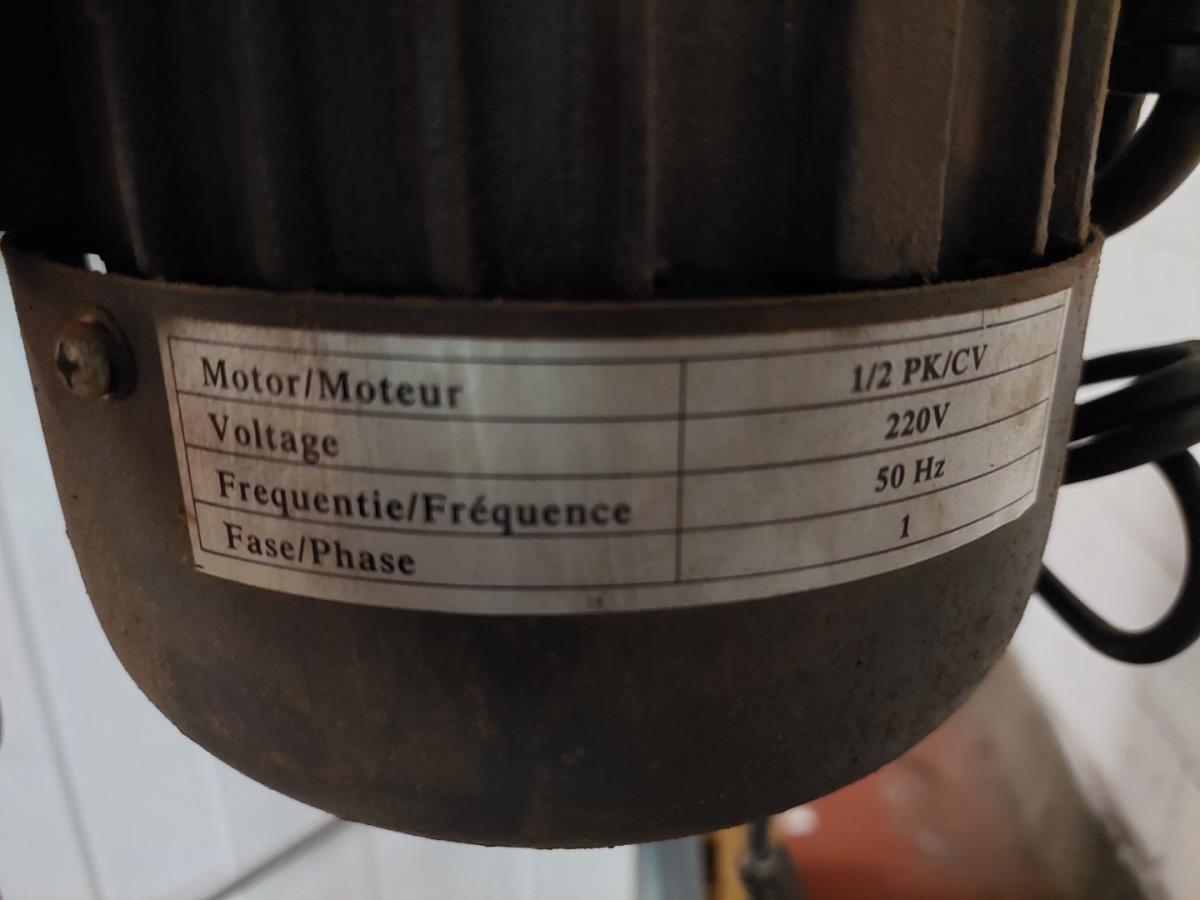 Motor/Moteur 1/2 PK/CV
Voltage 220V
Frequentie/Fréquence 50 Hz
Fase/Phase 1